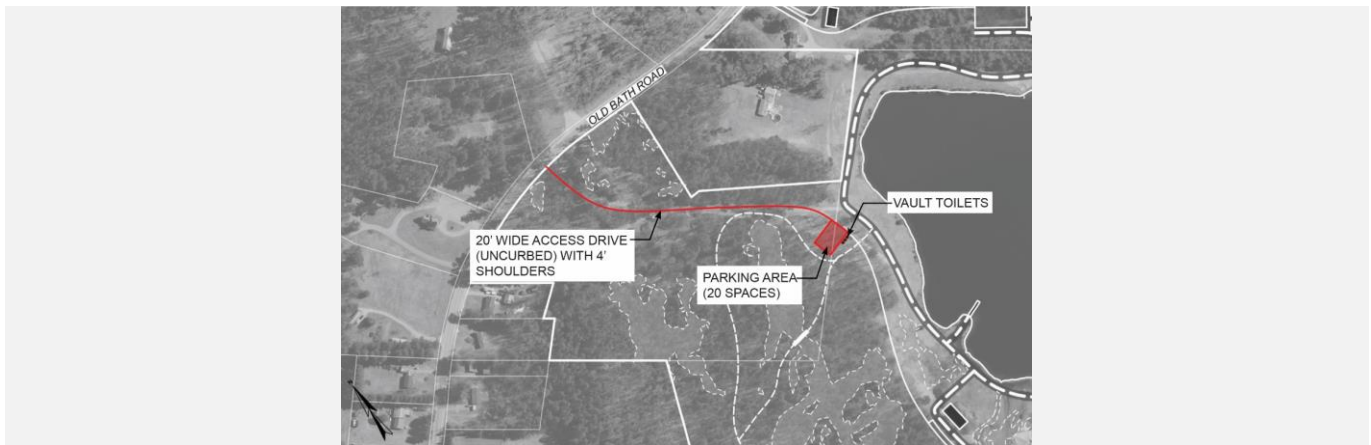 OLD BATH ROAD
VAULT TOILETS
20' WIDE ACCESS DRIVE
(UNCURBED) WITH 4'
SHOULDERS
PARKING AREA
(20 SPACES)